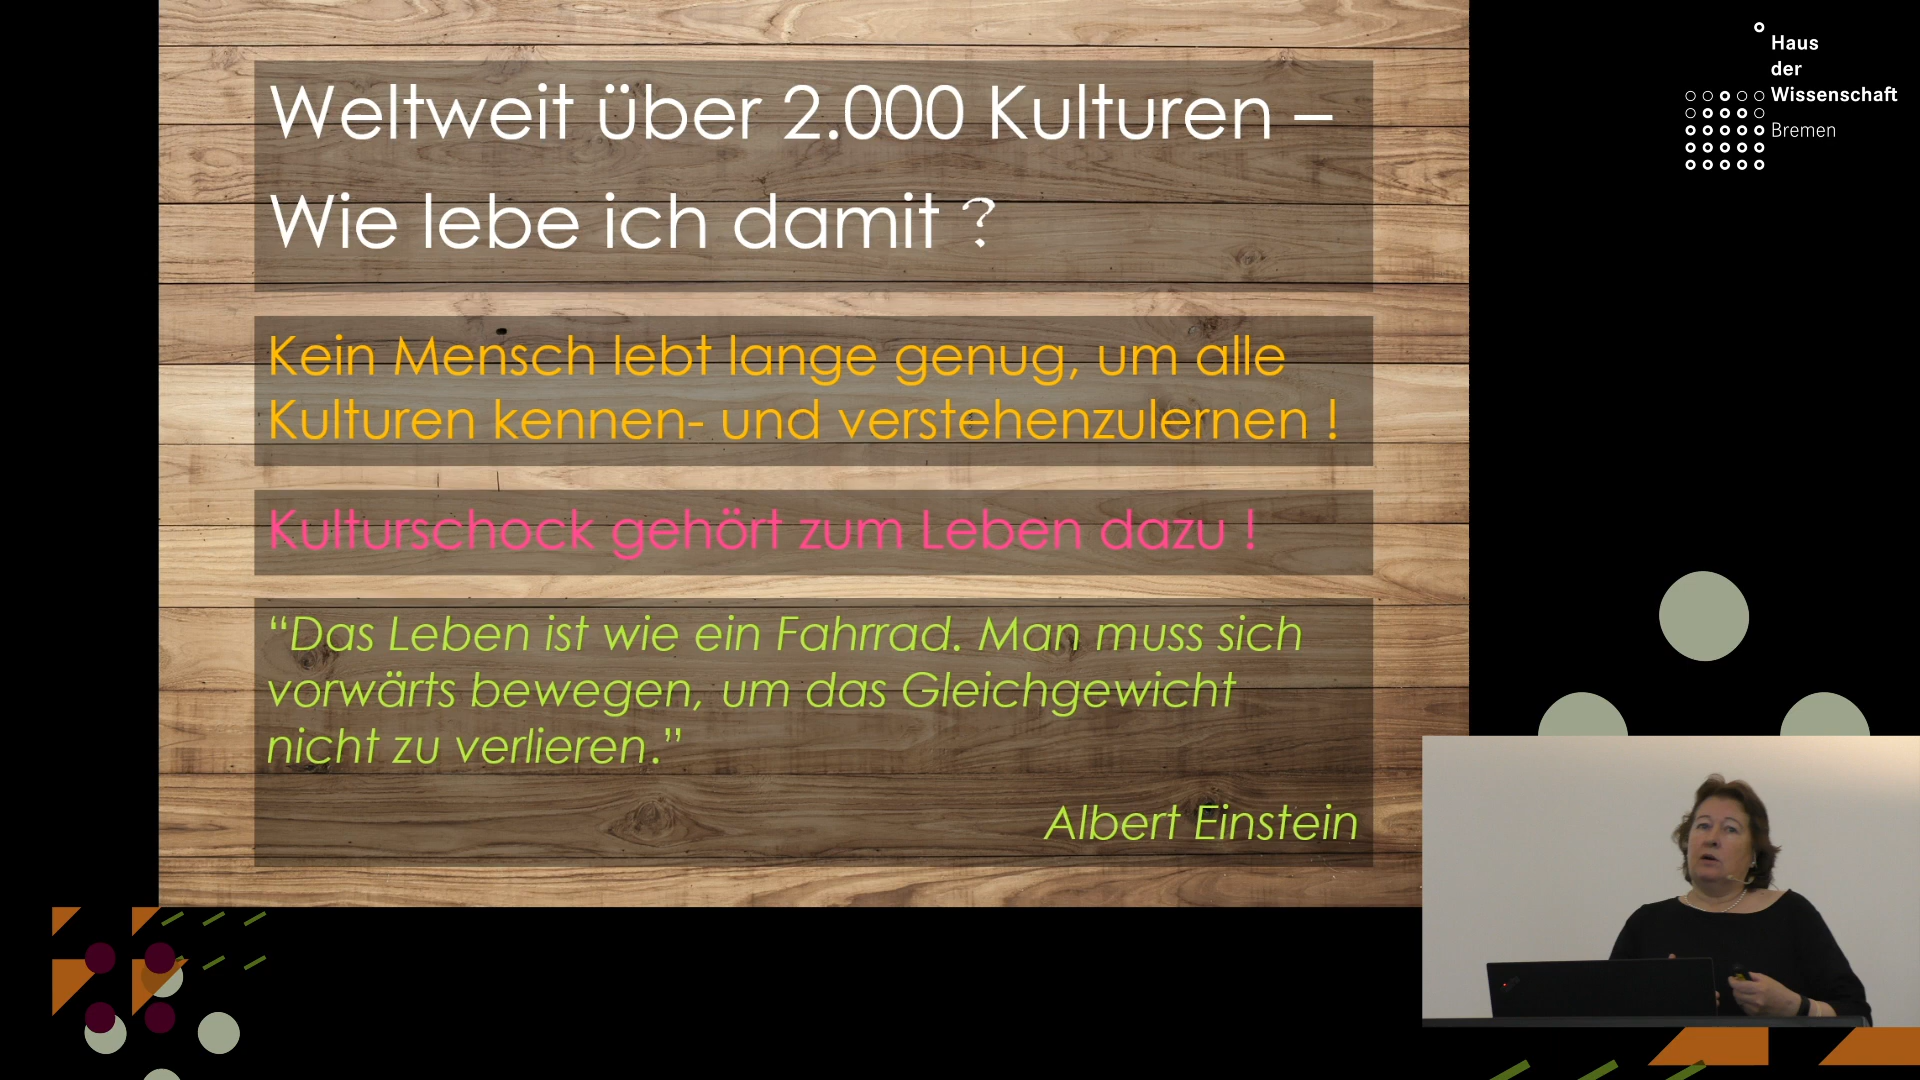 Weltweit über 2.000 Kulturen –
Wie lebe ich damit ?
Kein Mensch lebt lange genug, um alle
Kulturen kennen- und verstehenzulernen !
Kulturschock gehört zum Leben dazu !
“Das Leben ist wie ein Fahrrad. Man muss sich
vorwärts bewegen, um das Gleichgewicht
nicht zu verlieren.”
Albert Einstein
Haus
der
Wissenschaft
Bremen